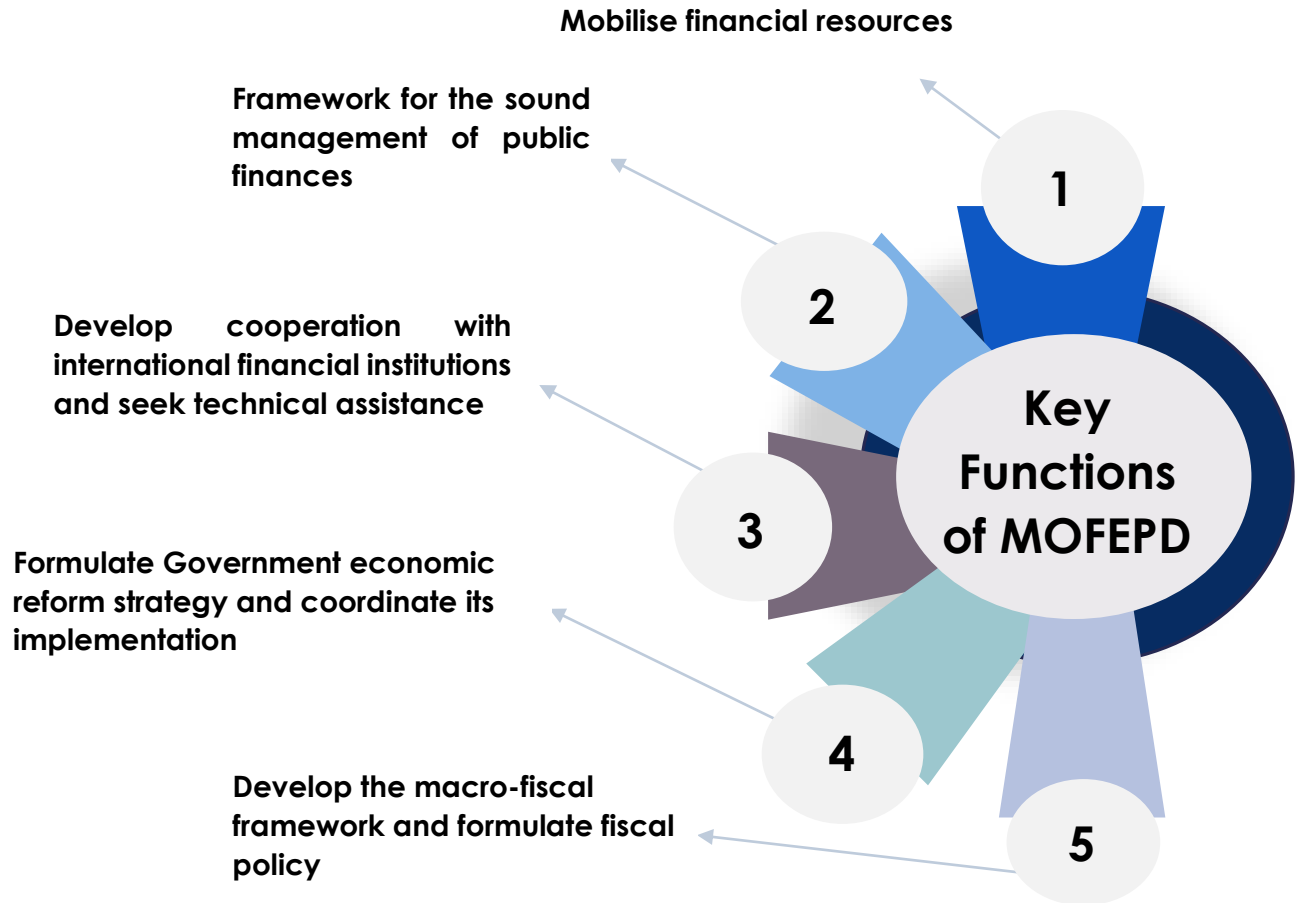 Mobilise financial resources
1
Framework for the sound
management of public
finances
2
Develop cooperation with
international financial institutions
and seek technical assistance
3
Formulate Government economic
reform strategy and coordinate its
implementation
4
Develop the macro-fiscal
framework and formulate fiscal
policy
5
Key
Functions
of MOFEPD